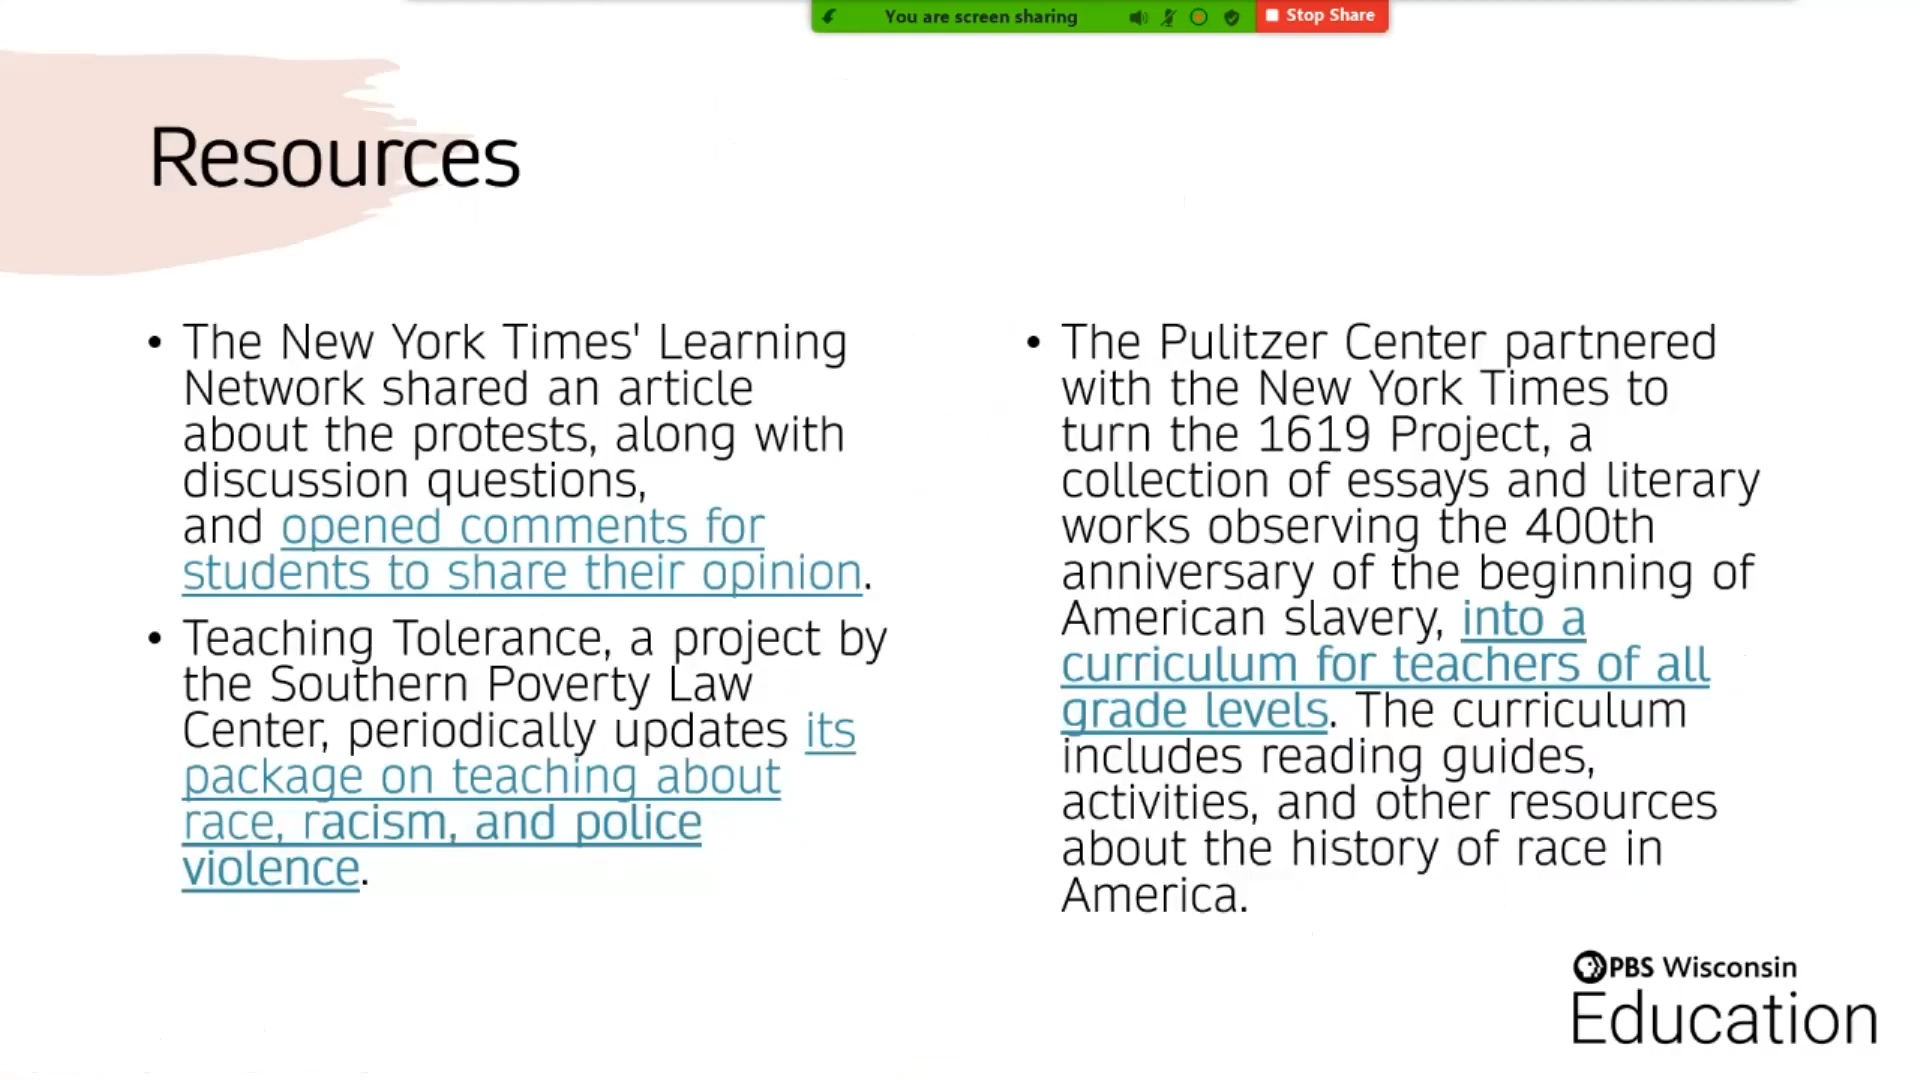 You are screen sharing
Stop Share
Resources
• The New York Times' Learning
Network shared an article
about the protests, along with
discussion questions,
and opened comments for
students to share their opinion.
• Teaching Tolerance, a project by
the Southern Poverty Law
Center, periodically updates its
package on teaching about
race, racism, and police
violence.
• The Pulitzer Center partnered
with the New York Times to
turn the 1619 Project, a
collection of essays and literary
works observing the 400th
anniversary of the beginning of
American slavery, into a
curriculum for teachers of all
grade levels. The curriculum
includes reading guides,
activities, and other resources
about the history of race in
America.
PBS Wisconsin
Education